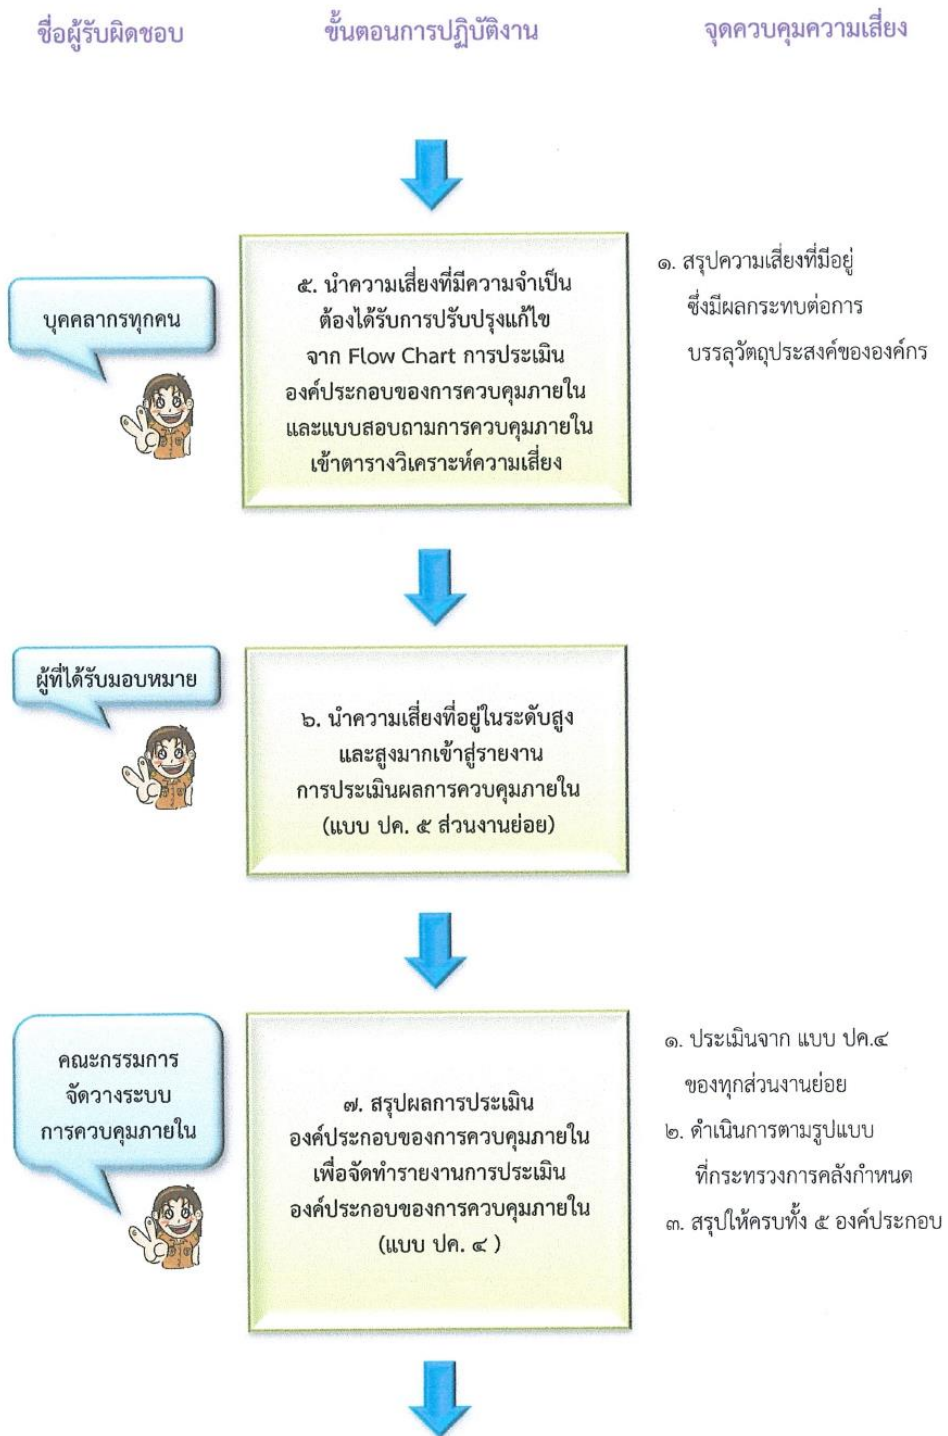 ชื่อผู้รับผิดชอบ
ขั้นตอนการปฏิบัติงาน
จุดควบคุมความเสี่ยง
บุคคลากรทุกคน
๕. นำความเสี่ยงที่มีความจำเป็น
ต้องได้รับการปรับปรุงแก้ไข
จาก Flow Chart การประเมิน
องค์ประกอบของการควบคุมภายใน
และแบบสอบถามการควบคุมภายใน
เข้าตารางวิเคราะห์ความเสี่ยง
๑. สรุปความเสี่ยงที่มีอยู่
ซึ่งมีผลกระทบต่อการ
บรรลุวัตถุประสงค์ขององค์กร
ผู้ที่ได้รับมอบหมาย
๖. นำความเสี่ยงที่อยู่ในระดับสูง
และสูงมากเข้าสู่รายงาน
การประเมินผลการควบคุมภายใน
(แบบ ปค. ๕ ส่วนงานย่อย)
คณะกรรมการ
จัดวางระบบ
การควบคุมภายใน
๗. สรุปผลการประเมิน
องค์ประกอบของการควบคุมภายใน
เพื่อจัดทำรายงานการประเมิน
องค์ประกอบของการควบคุมภายใน
(แบบ ปค. ๔ )
๑. ประเมินจาก แบบ ปค.๔
ของทุกส่วนงานย่อย
๒. ดำเนินการตามรูปแบบ
ที่กระทรวงการคลังกำหนด
๓. สรุปให้ครบทั้ง ๕ องค์ประกอบ